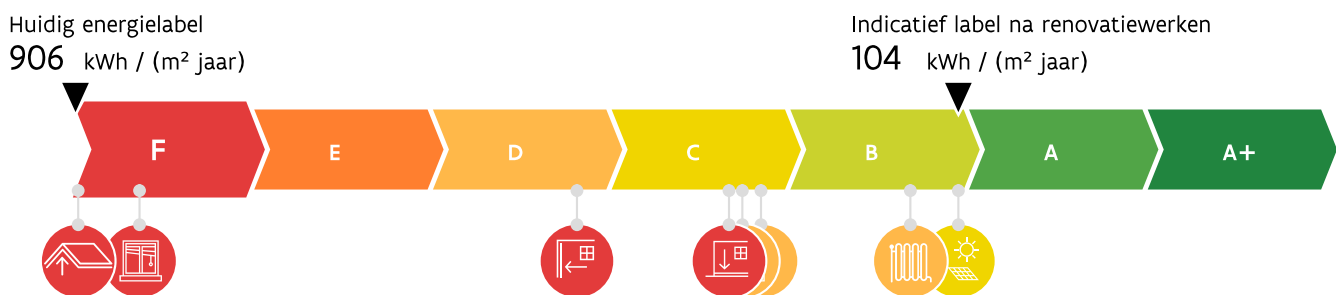 Huidig energielabel
906 kWh / (m² jaar)
Indicatief label na renovatiewerken
104 kWh / (m² jaar)
F E D C B A A+